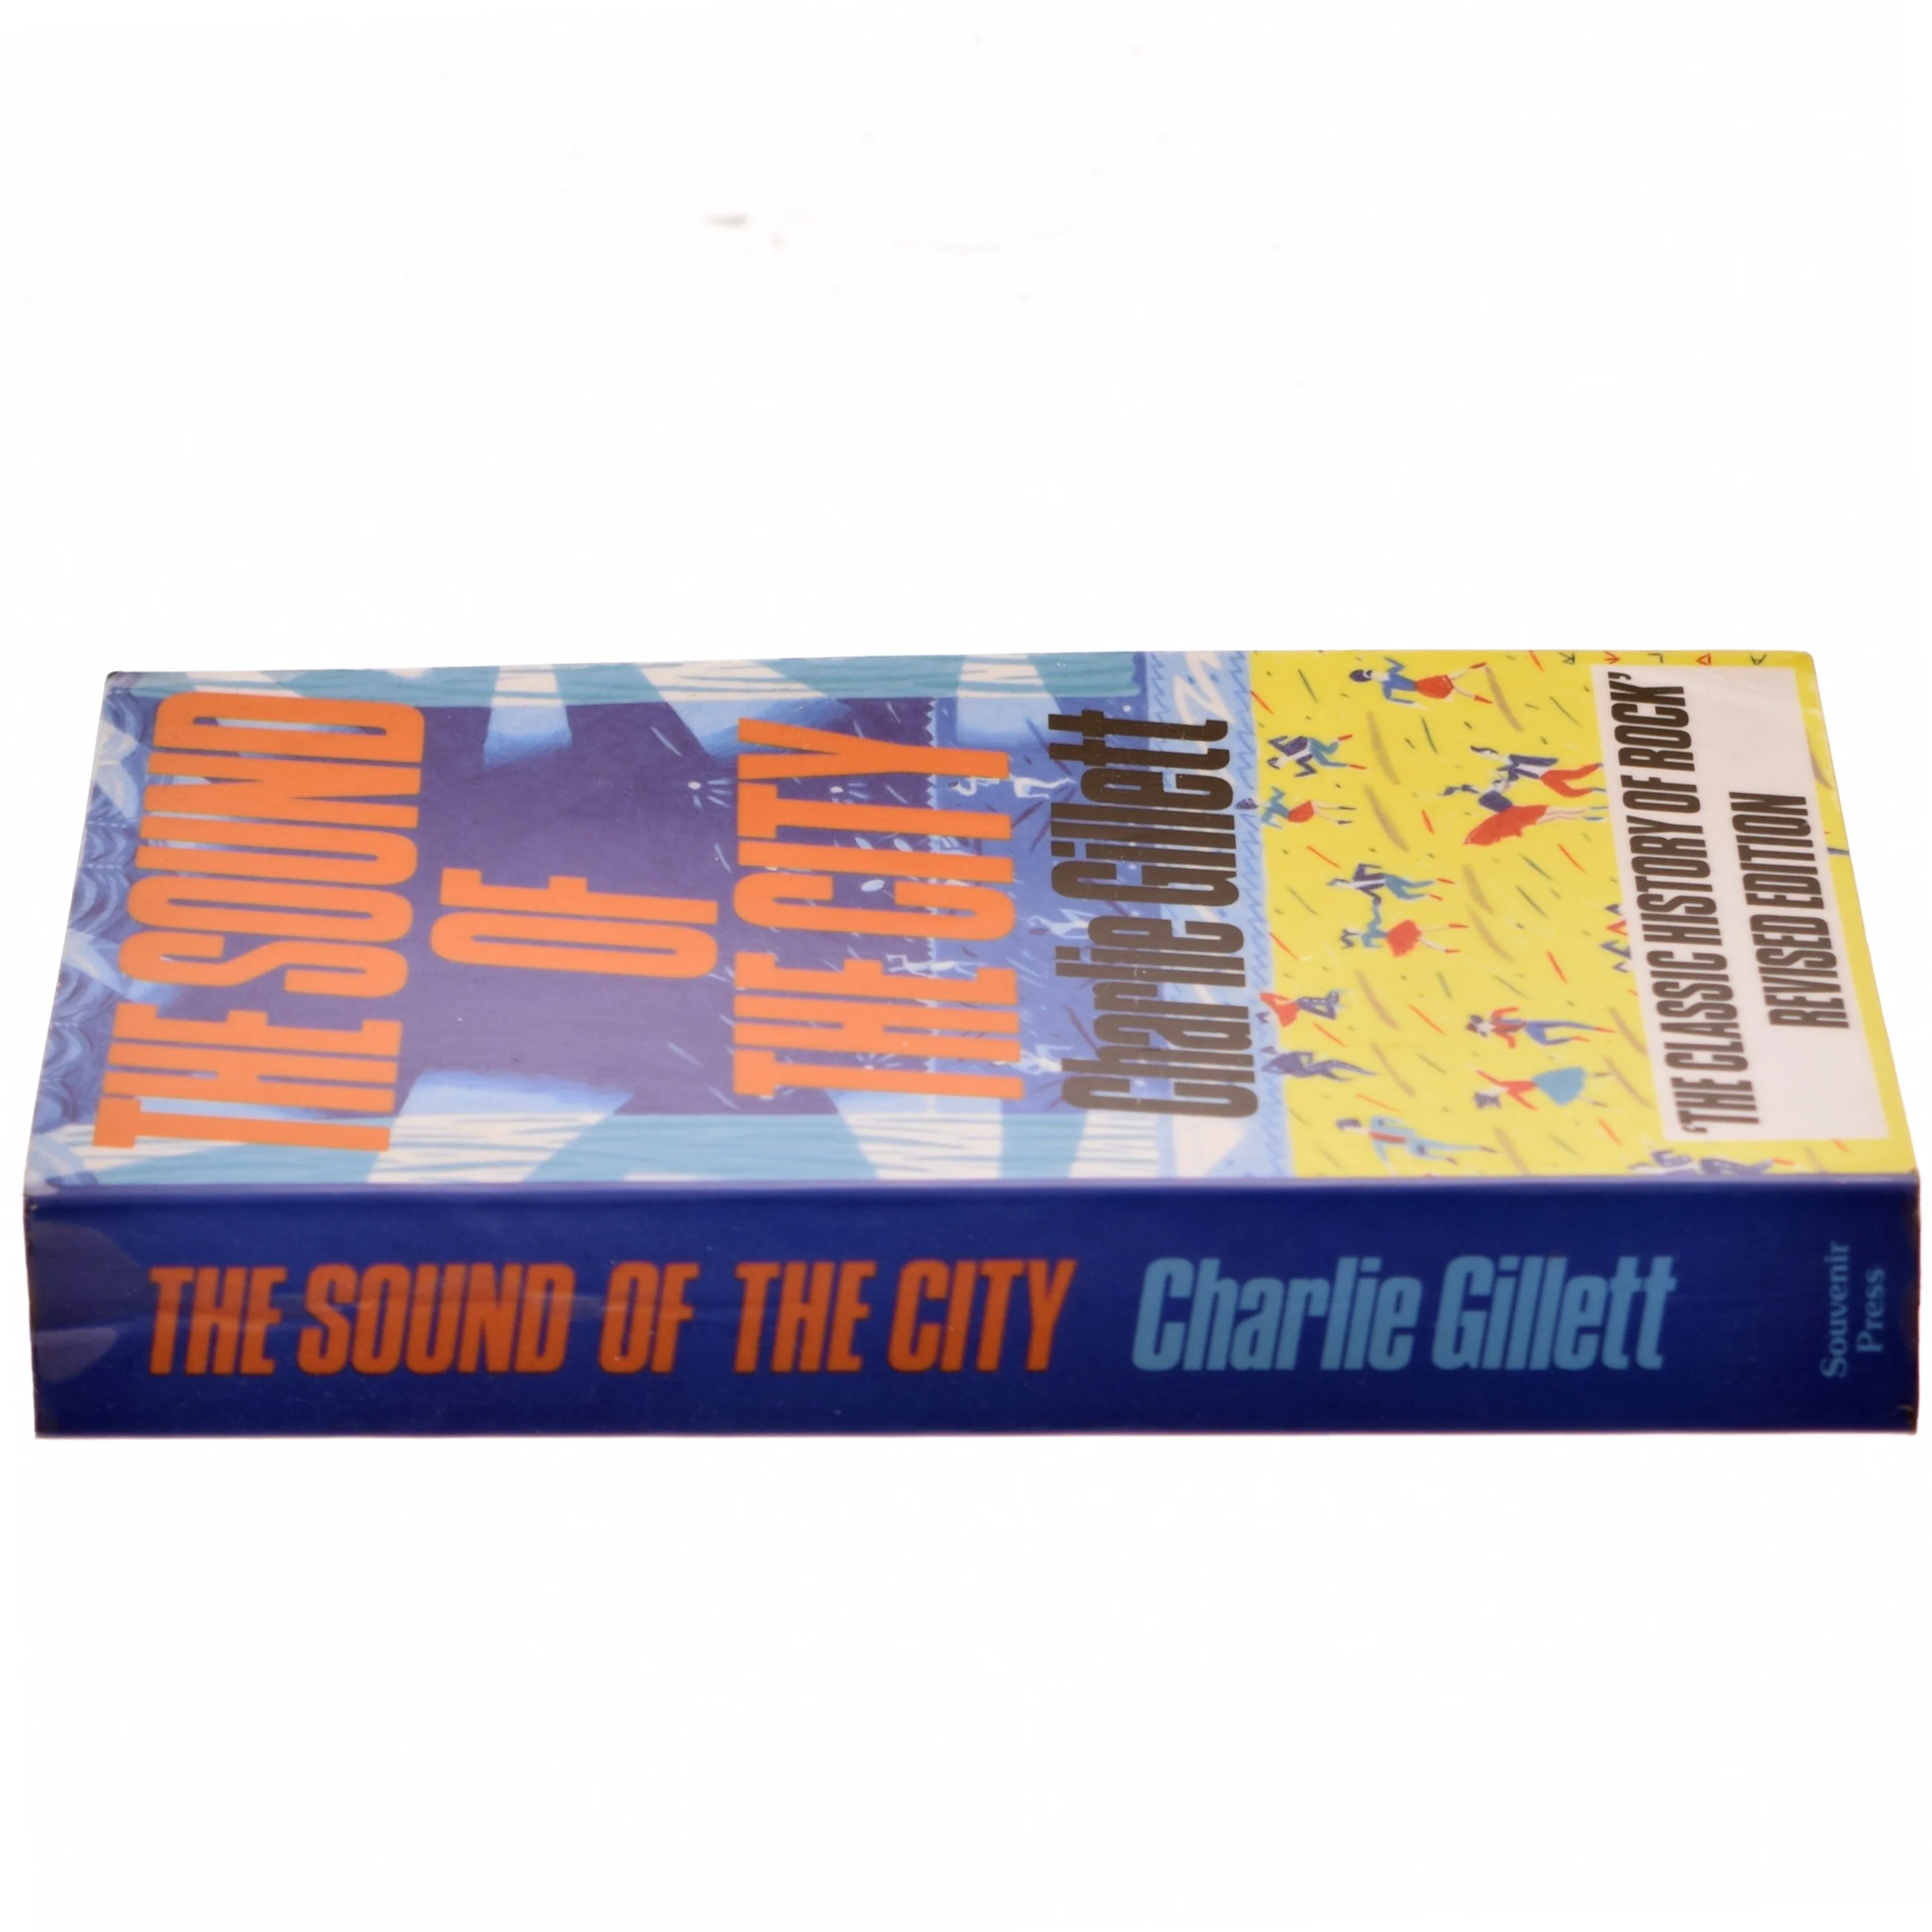 THE SOUND
OF
THE CITY
Charlie Gillett
'THE CLASSIC HISTORY OF ROCK'
REVISED EDITION
THE SOUND OF THE CITY Charlie Gillett
Souvenir
Press